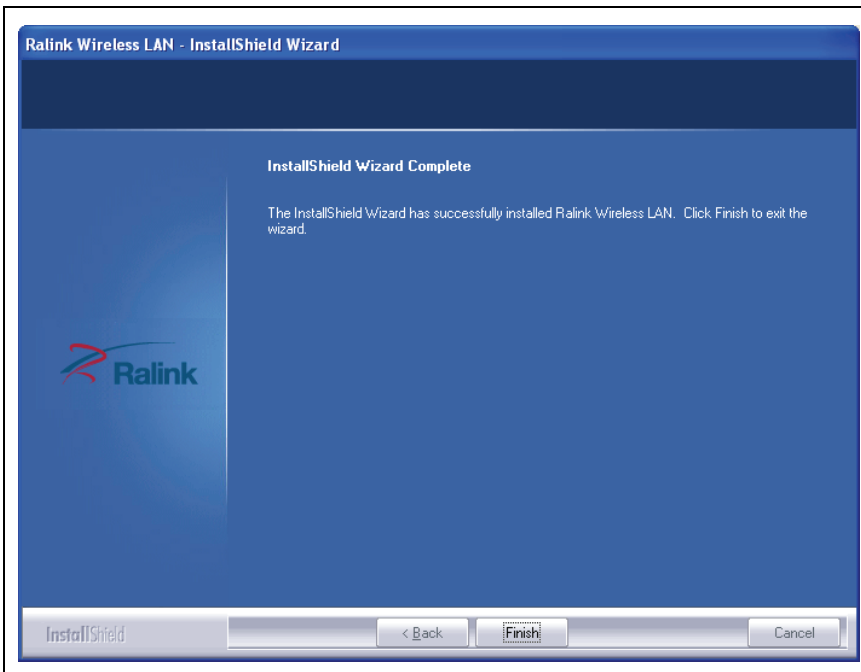 Ralink Wireless LAN - InstallShield Wizard
InstallShield Wizard Complete
The InstallShield Wizard has successfully installed Ralink Wireless LAN. Click Finish to exit the
wizard.
Ralink
InstallShield
< Back
Finish
Cancel